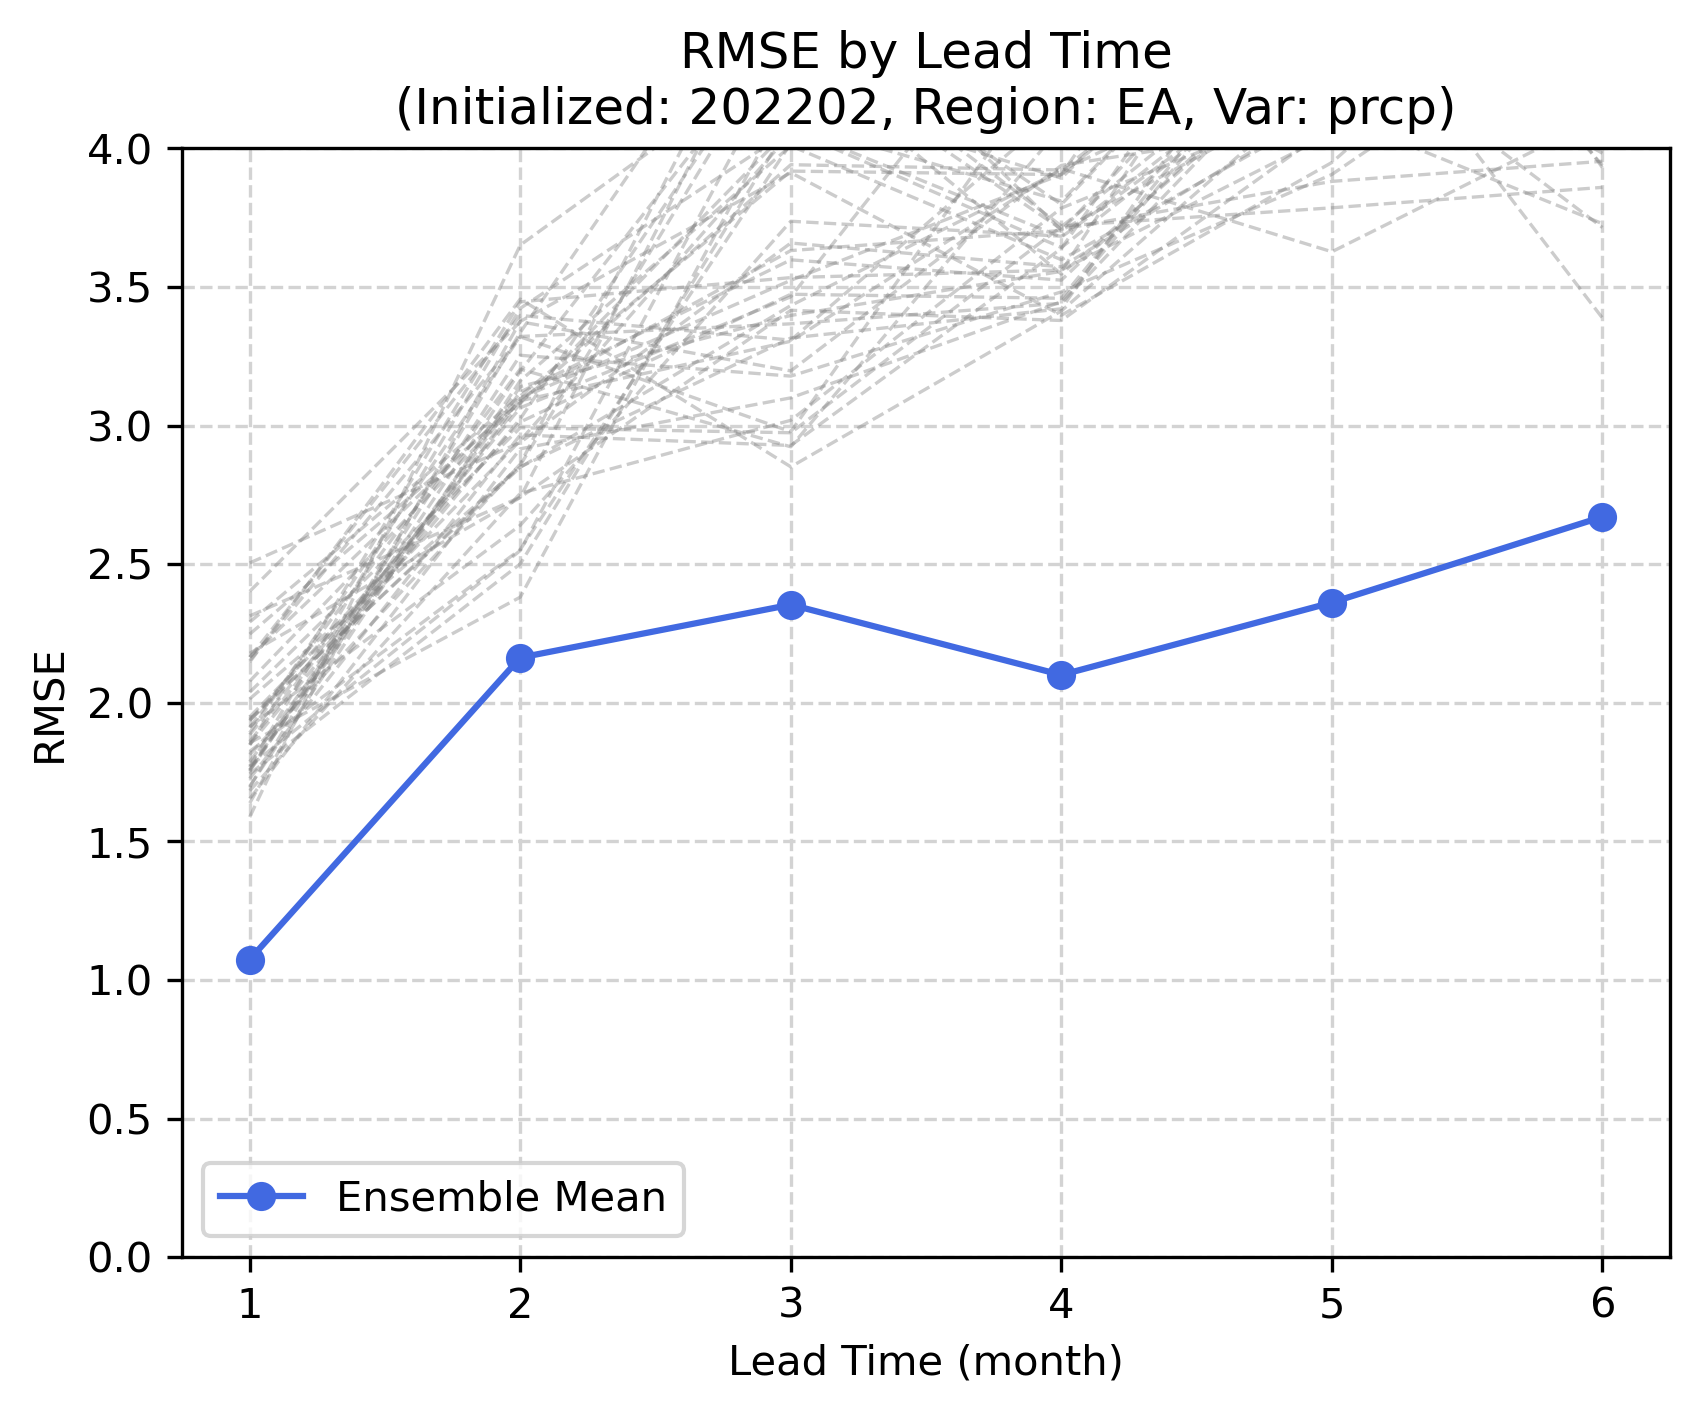 RMSE by Lead Time
(Initialized: 202202, Region: EA, Var: prcp)
4.0
3.5
3.0
2.5
2.0
1.5
1.0
0.5
0.0
RMSE
Ensemble Mean
1 2 3 4 5 6
Lead Time (month)